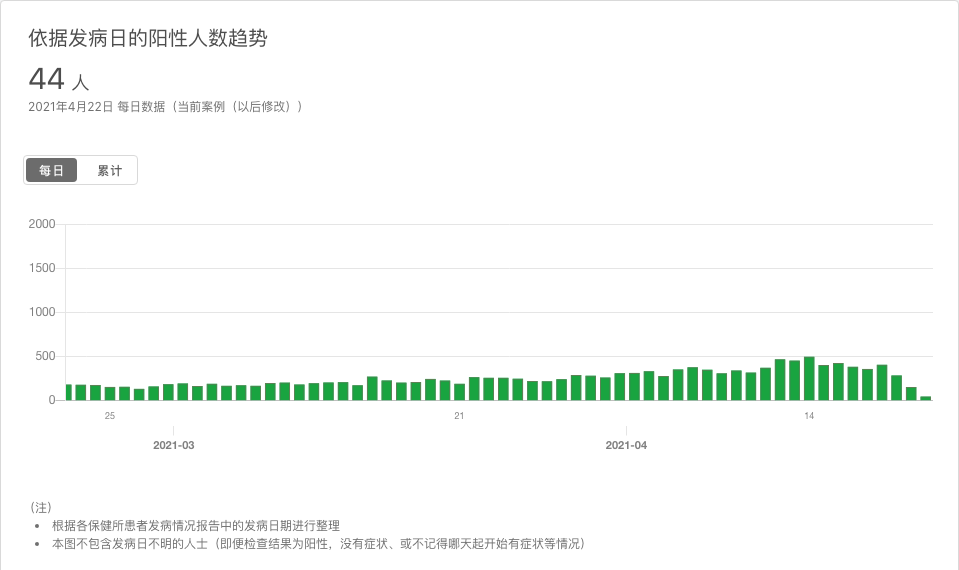 依据发病日的阳性人数趋势
44 人
2021年4月22日 每日数据（当前案例（以后修改））
每日 累计
2000
1500
1000
500
0
25 21 14
2021-03 2021-04
（注）
• 根据各保健所患者发病情况报告中的发病日期进行整理
• 本图不包含发病日不明的人士（即便检查结果为阳性，没有症状、或不记得哪天起开始有症状等情况）